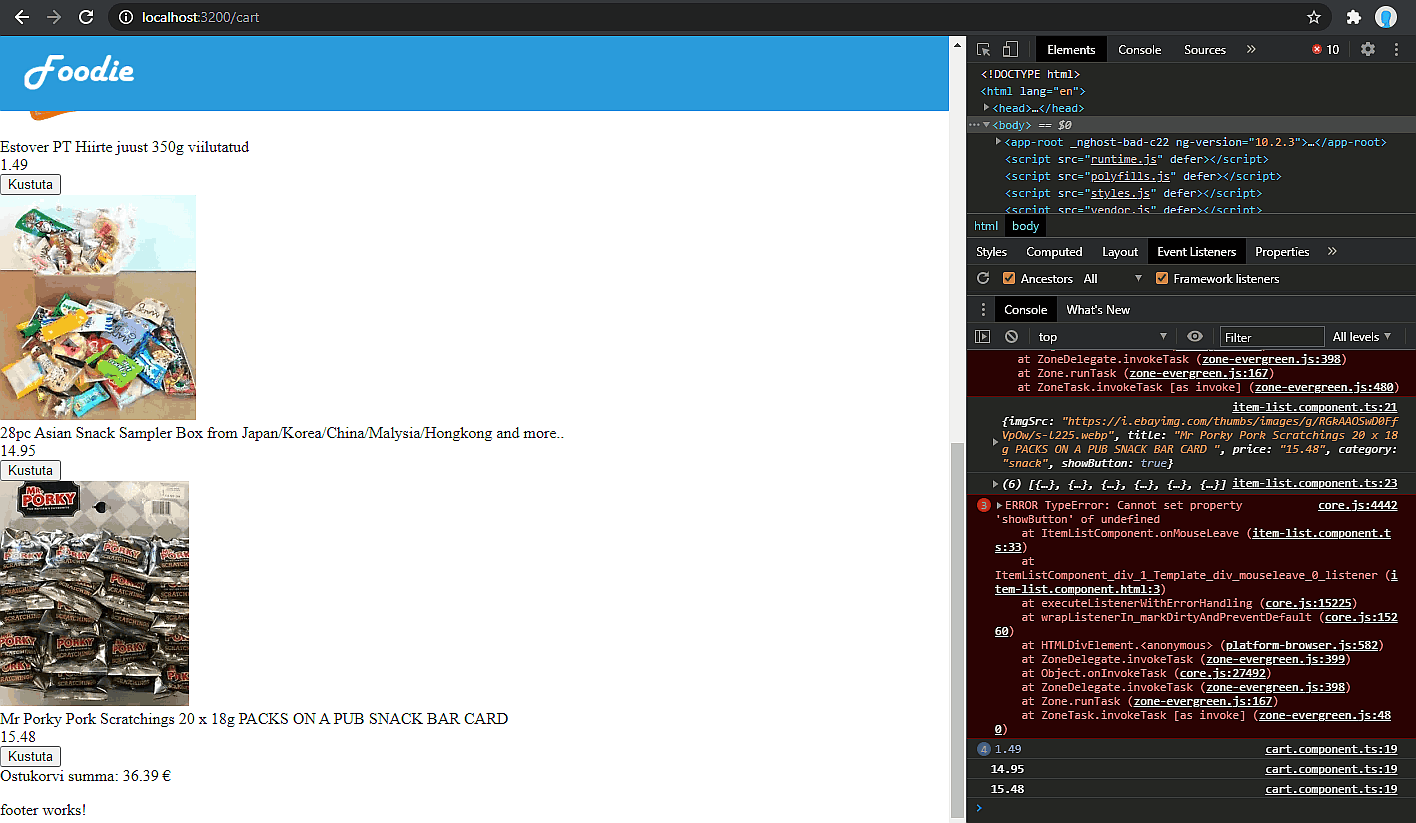 localhost:3200/cart
Foodie
Estover PT Hiirte juust 350g viilutatud
1.49
Kustuta
28pc Asian Snack Sampler Box from Japan/Korea/China/Malysia/Hongkong and more..
14.95
Kustuta
MR. PORKY
Mr Porky Pork Scratchings 20 x 18g PACKS ON A PUB SNACK BAR CARD
15.48
Kustuta
Ostukorvi summa: 36.39 €
footer works!
Elements Console Sources » 10
<!DOCTYPE html>
<html lang="en">
<head>…</head>
<body> == $0
<app-root _nghost-bad-c22 ng-version="10.2.3">…</app-root>
<script src="runtime.js" defer></script>
<script src="polyfills.js" defer></script>
<script src="styles.js" defer></script>
<script src="vendor.js" defer></script>
html body
Styles Computed Layout Event Listeners Properties »
Ancestors All Framework listeners
Console What's New
top Filter All levels
at ZoneDelegate.invokeTask (zone-evergreen.js:398)
at Zone.runTask (zone-evergreen.js:167)
at ZoneTask.invokeTask [as invoke] (zone-evergreen.js:480)
item-list.component.ts:21
{imgSrc: "https://i.ebayimg.com/thumbs/images/g/RGkAAOSwD0Ff
VpOw/s-l225.webp", title: "Mr Porky Pork Scratchings 20 x 18
g PACKS ON A PUB SNACK BAR CARD ", price: "15.48", category:
"snack", showButton: true}
(6) [{…}, {…}, {…}, {…}, {…}, {…}] item-list.component.ts:23
3 ERROR TypeError: Cannot set property core.js:4442
'showButton' of undefined
at ItemListComponent.onMouseLeave (item-list.component.t
s:33)
at
ItemListComponent_div_1_Template_div_mouseleave_0_listener (i
tem-list.component.html:3)
at executeListenerWithErrorHandling (core.js:15225)
at wrapListenerIn_markDirtyAndPreventDefault (core.js:152
60)
at HTMLDivElement.<anonymous> (platform-browser.js:582)
at ZoneDelegate.invokeTask (zone-evergreen.js:399)
at Object.onInvokeTask (core.js:27492)
at ZoneDelegate.invokeTask (zone-evergreen.js:398)
at Zone.runTask (zone-evergreen.js:167)
at ZoneTask.invokeTask [as invoke] (zone-evergreen.js:48
0)
4 1.49 cart.component.ts:19
14.95 cart.component.ts:19
15.48 cart.component.ts:19